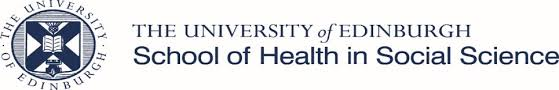 THE UNIVERSITY
OF EDINBURGH
THE UNIVERSITY of EDINBURGH
School of Health in Social Science